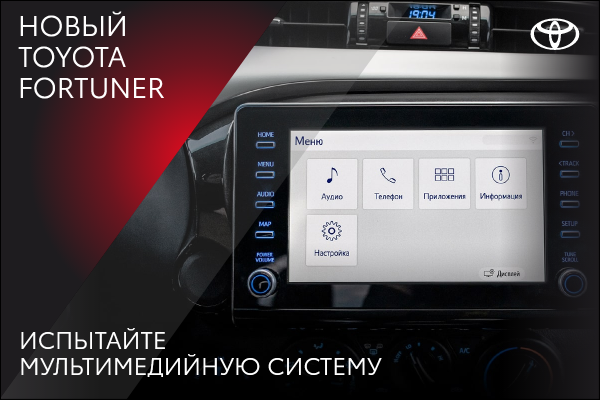 НОВЫЙ
TOYOTA
FORTUNER
19:04
HOME
MENU
AUDIO
MAP
POWER
VOLUME
Меню
Аудио
Телефон
Приложения
Информация
Настройка
Дисплей
CH >
<TRACK
PHONE
SETUP
TUNE
SCROLL
ИСПЫТАЙТЕ
МУЛЬТИМЕДИЙНУЮ СИСТЕМУ